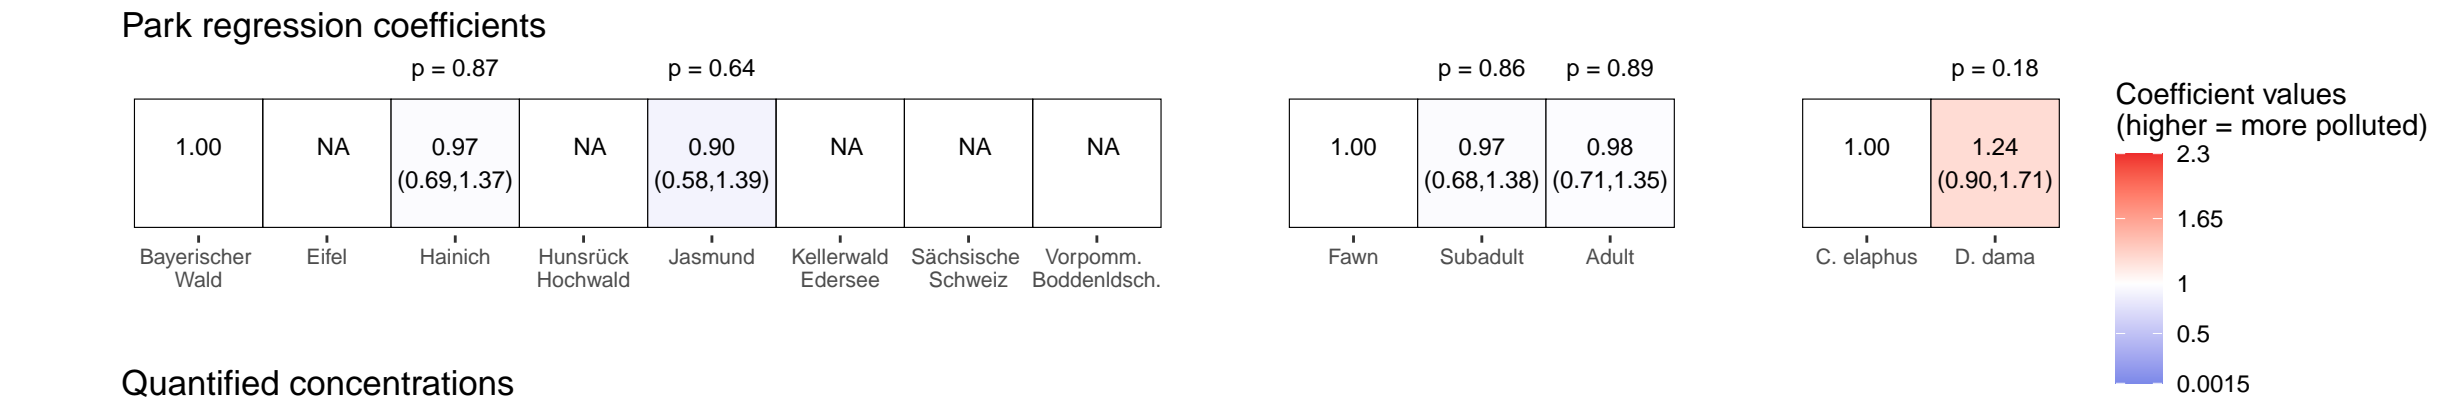 Park regression coefficients
p = 0.87 p = 0.64 p = 0.86 p = 0.89 p = 0.18
1.00 NA 0.97 NA 0.90 NA NA NA 1.00 0.97 0.98 1.00 1.24
(0.69,1.37) (0.58,1.39) (0.68,1.38) (0.71,1.35) (0.90,1.71)
Bayerischer Eifel Hainich Hunsrück Jasmund Kellerwald Sächsische Vorpomm. Fawn Subadult Adult C. elaphus D. dama
Wald Hochwald Edersee Schweiz Boddenldsch.
Coefficient values
(higher = more polluted)
2.3
1.65
1
0.5
0.0015
Quantified concentrations